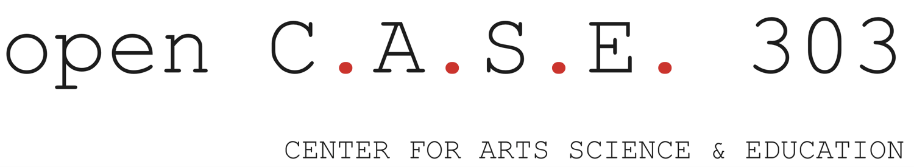 open C.A.S.E. 303
CENTER FOR ARTS SCIENCE & EDUCATION